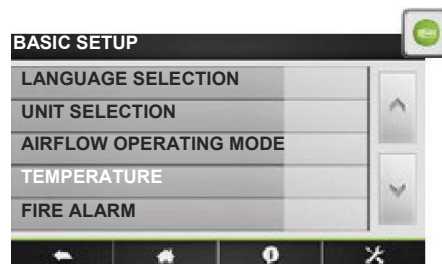 BASIC SETUP
LANGUAGE SELECTION
UNIT SELECTION
AIRFLOW OPERATING MODE
TEMPERATURE
FIRE ALARM